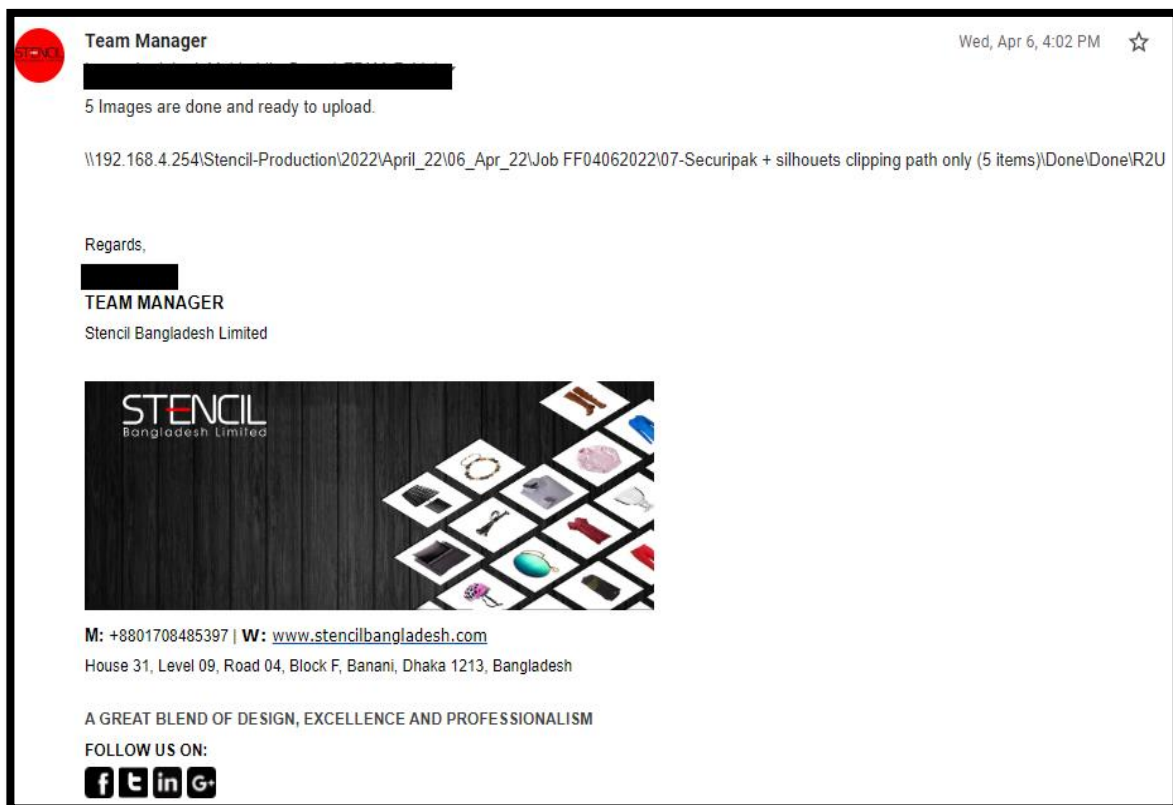 STENCIL
Team Manager
Wed, Apr 6, 4:02 PM
5 Images are done and ready to upload.
\\192.168.4.254\Stencil-Production\2022\April_22\06_Apr_22\Job FF04062022\07-Securipak + silhouets clipping path only (5 items)\Done\Done\R2U
Regards,
TEAM MANAGER
Stencil Bangladesh Limited
STENCIL
Bangladesh Limited
M: +8801708485397 | W: www.stencilbangladesh.com
House 31, Level 09, Road 04, Block F, Banani, Dhaka 1213, Bangladesh
A GREAT BLEND OF DESIGN, EXCELLENCE AND PROFESSIONALISM
FOLLOW US ON:
f t in G+